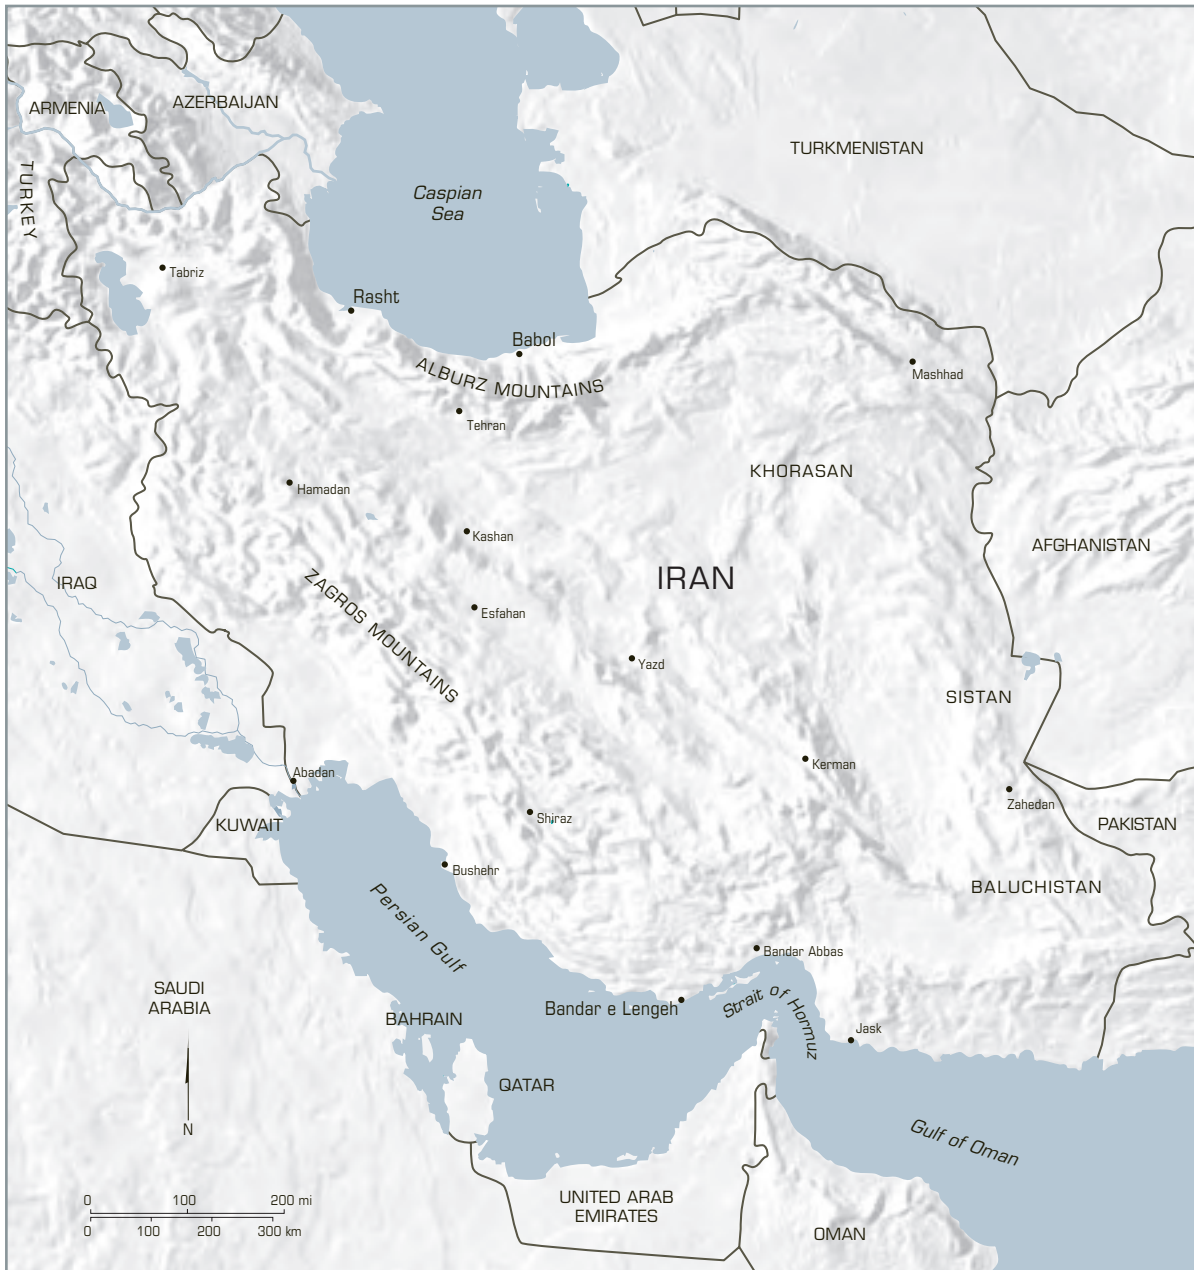 ARMENIA
AZERBAIJAN
TURKMENISTAN
TURKEY
Caspian
Sea
Tabriz
Rasht
Babol
ALBURZ MOUNTAINS
Mashhad
Tehran
KHORASAN
Hamadan
Kashan
AFGHANISTAN
IRAQ
ZAGROS MOUNTAINS
IRAN
Esfahan
Yazd
SISTAN
Abadan
Kerman
Zahedan
KUWAIT
Shiraz
PAKISTAN
Bushehr
BALUCHISTAN
Persian Gulf
Bandar Abbas
SAUDI
ARABIA
Bandar e Lengeh
Strait of Hormuz
BAHRAIN
Jask
QATAR
N
Gulf of Oman
0 100 200 mi
0 100 200 300 km
UNITED ARAB
EMIRATES
OMAN